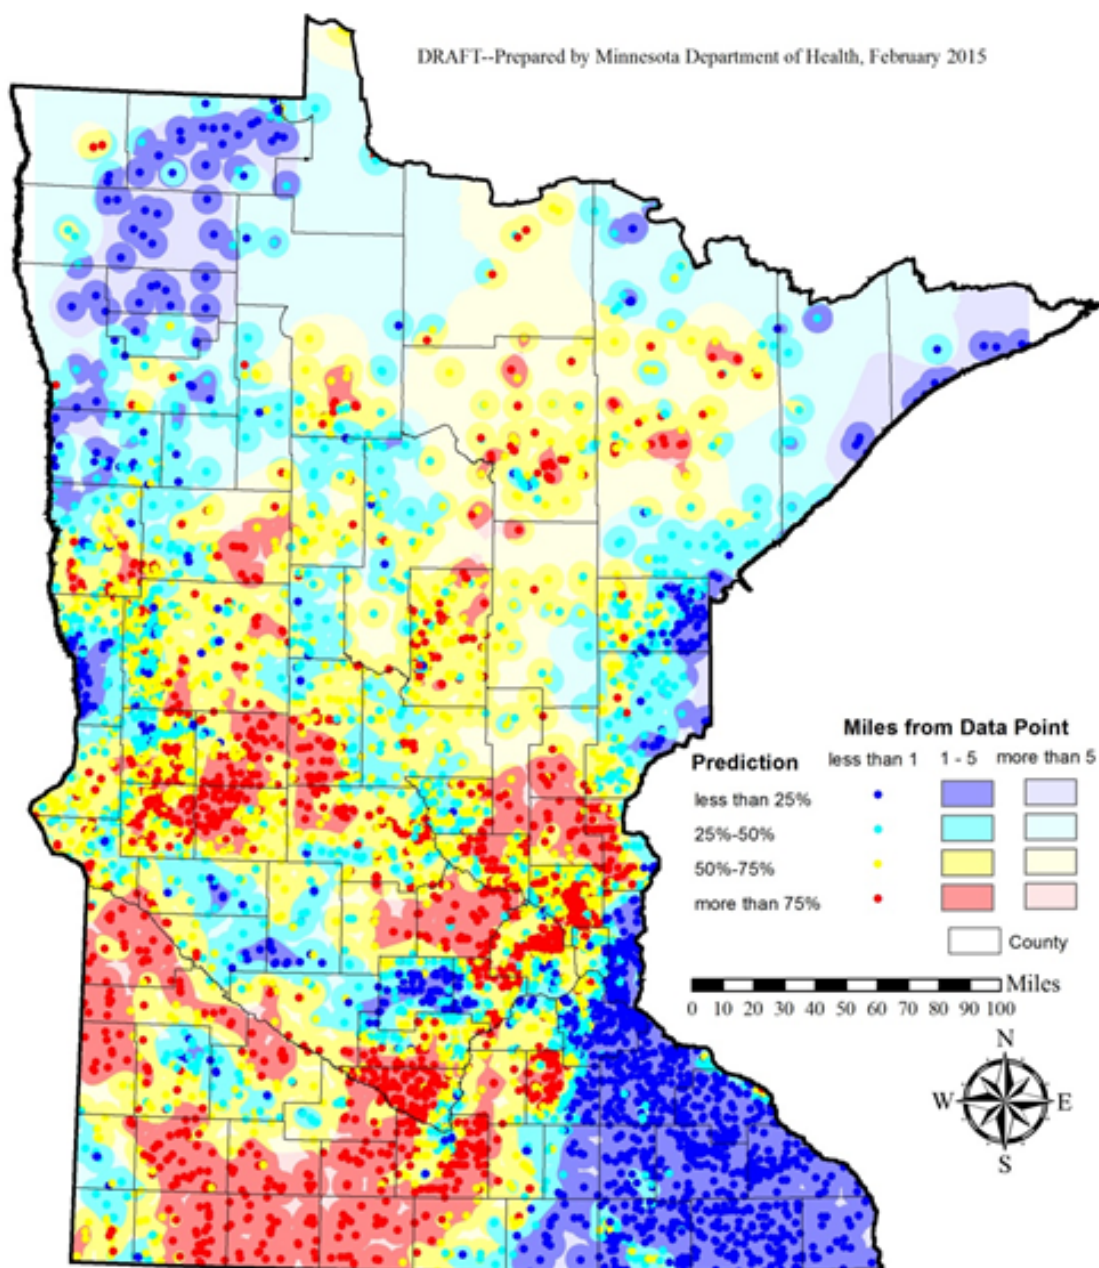 DRAFT--Prepared by Minnesota Department of Health, February 2015
Miles from Data Point
Prediction less than 1 1 - 5 more than 5
less than 25%
25%-50%
50%-75%
more than 75%
County
Miles
0 10 20 30 40 50 60 70 80 90 100
N
W E
S